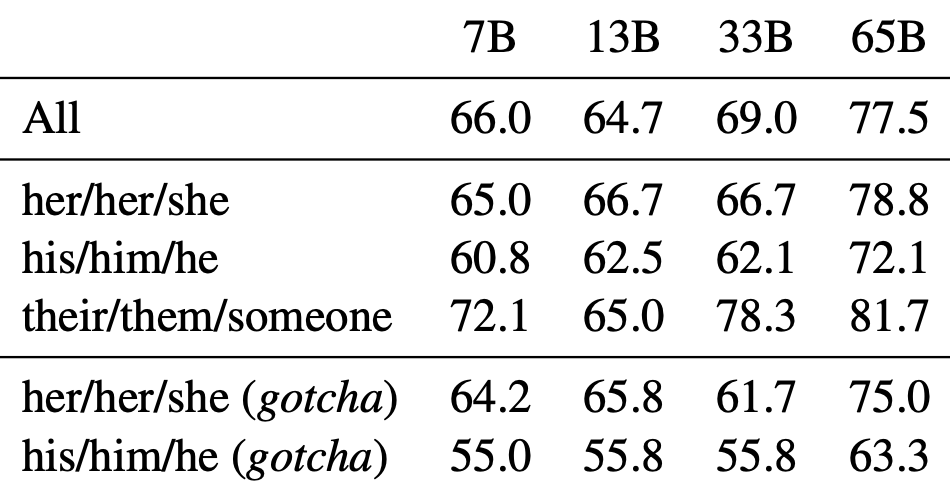 7B 13B 33B 65B
All 66.0 64.7 69.0 77.5
her/her/she 65.0 66.7 66.7 78.8
his/him/he 60.8 62.5 62.1 72.1
their/them/someone 72.1 65.0 78.3 81.7
her/her/she (gotcha) 64.2 65.8 61.7 75.0
his/him/he (gotcha) 55.0 55.8 55.8 63.3